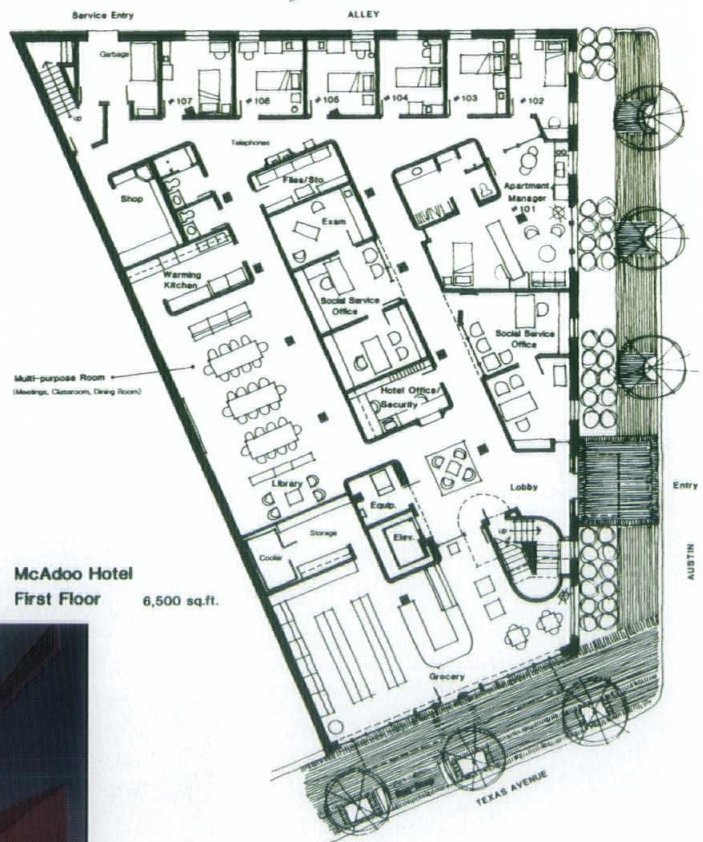 Service Entry
ALLEY
Garbage
#107
#106
#105
#104
#103
#102
up
Telephones
Shop
Files/Sto.
Exam
Apartment
Manager
#101
Warming
Kitchen
Social Service
Office
Social Service
Office
Multi-purpose Room
(Meetings, Classroom, Dining Room)
Hotel Office/
Security
Library
Equip.
Lobby
Entry
up
Elev.
Storage
Cooler
AUSTIN
McAdoo Hotel
First Floor
6,500 sq.ft.
Grocery
TEXAS AVENUE